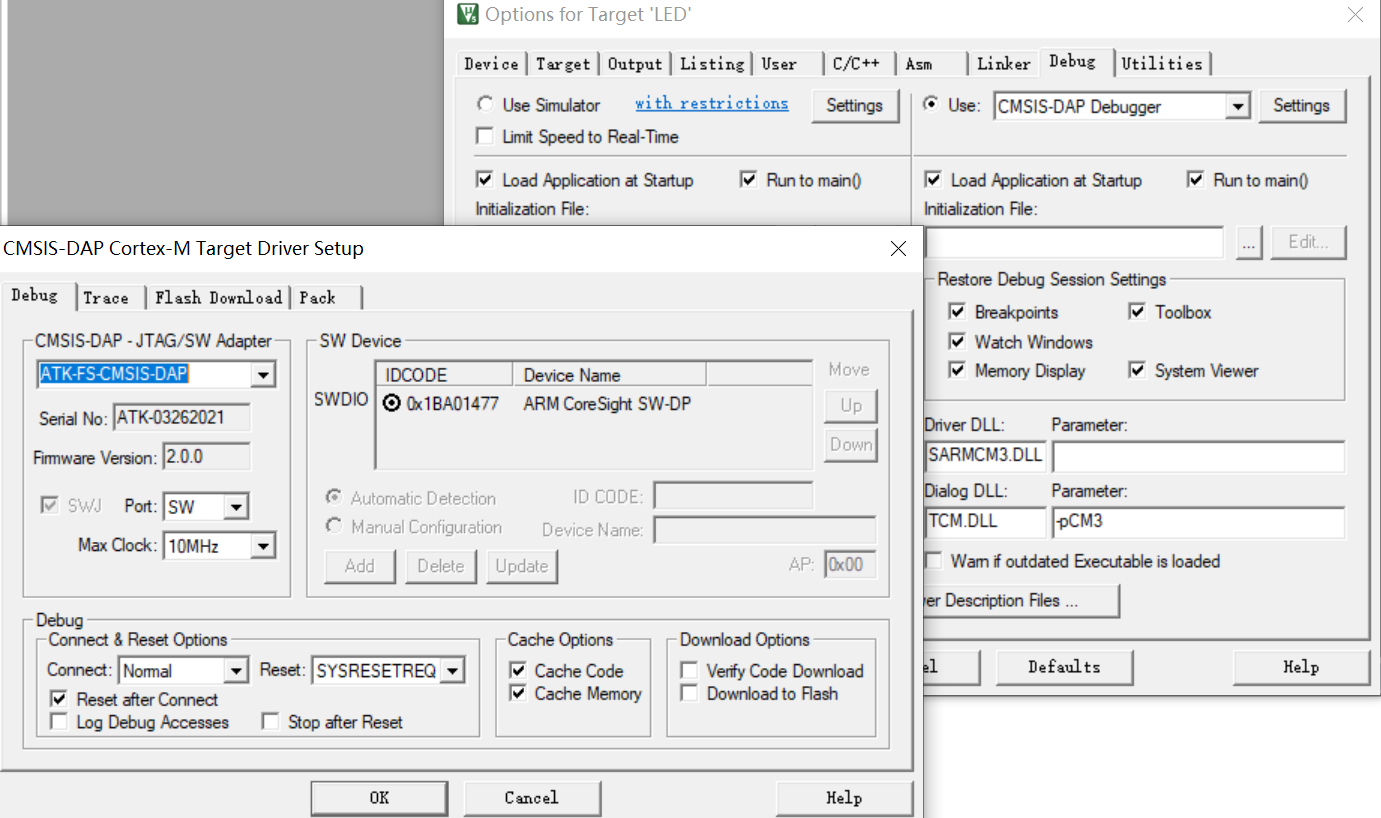 Options for Target 'LED'
Device Target Output Listing User C/C++ Asm Linker Debug Utilities
Use Simulator with restrictions Settings
Use: CMSIS-DAP Debugger Settings
Limit Speed to Real-Time
Load Application at Startup Run to main()
Load Application at Startup Run to main()
Initialization File:
Initialization File:
... Edit...
Restore Debug Session Settings
Breakpoints Toolbox
Watch Windows
Memory Display System Viewer
Driver DLL: Parameter:
SARMCM3.DLL
Dialog DLL: Parameter:
TCM.DLL -pCM3
Warn if outdated Executable is loaded
er Description Files ...
el Defaults Help
CMSIS-DAP Cortex-M Target Driver Setup
Debug Trace Flash Download Pack
CMSIS-DAP - JTAG/SW Adapter
ATK-FS-CMSIS-DAP
Serial No: ATK-03262021
Firmware Version: 2.0.0
SWJ Port: SW
Max Clock: 10MHz
SW Device
IDCODE Device Name Move
SWDIO 0x1BA01477 ARM CoreSight SW-DP Up
Down
Automatic Detection ID CODE:
Manual Configuration Device Name:
Add Delete Update AP: 0x00
Debug
Connect & Reset Options
Connect: Normal Reset: SYSRESETREQ
Reset after Connect
Log Debug Accesses Stop after Reset
Cache Options
Cache Code
Cache Memory
Download Options
Verify Code Download
Download to Flash
OK Cancel Help